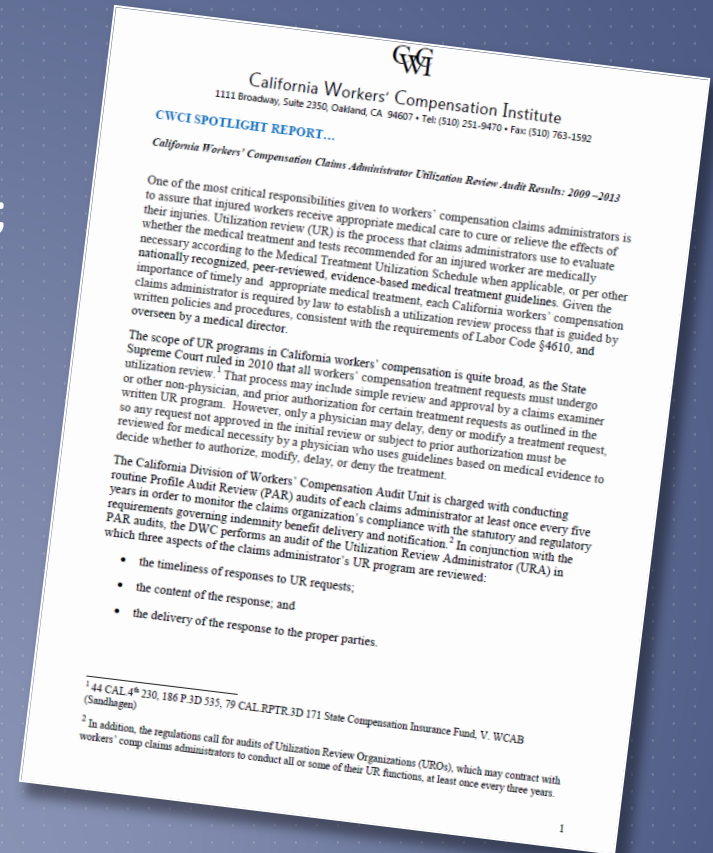 CWCI
California Workers' Compensation Institute
1111 Broadway, Suite 2350, Oakland, CA 94607 • Tel: (510) 251-9470 • Fax: (510) 763-1592
CWCI SPOTLIGHT REPORT…
California Workers' Compensation Claims Administrator Utilization Review Audit Results: 2009 –2013
One of the most critical responsibilities given to workers' compensation claims administrators is
to assure that injured workers receive appropriate medical care to cure or relieve the effects of
their injuries. Utilization review (UR) is the process that claims administrators use to evaluate
whether the medical treatment and tests recommended for an injured worker are medically
necessary according to the Medical Treatment Utilization Schedule when applicable, or per other
nationally recognized, peer-reviewed, evidence-based medical treatment guidelines. Given the
importance of timely and appropriate medical treatment, each California workers' compensation
claims administrator is required by law to establish a utilization review process that is guided by
written policies and procedures, consistent with the requirements of Labor Code §4610, and
overseen by a medical director.
The scope of UR programs in California workers' compensation is quite broad, as the State
Supreme Court ruled in 2010 that all workers' compensation treatment requests must undergo
utilization review.1 That process may include simple review and approval by a claims examiner
or other non-physician, and prior authorization for certain treatment requests as outlined in the
written UR program. However, only a physician may delay, deny or modify a treatment request,
so any request not approved in the initial review or subject to prior authorization must be
reviewed for medical necessity by a physician who uses guidelines based on medical evidence to
decide whether to authorize, modify, delay, or deny the treatment.
The California Division of Workers' Compensation Audit Unit is charged with conducting
routine Profile Audit Review (PAR) audits of each claims administrator at least once every five
years in order to monitor the claims organization's compliance with the statutory and regulatory
requirements governing indemnity benefit delivery and notification.2 In conjunction with the
PAR audits, the DWC performs an audit of the Utilization Review Administrator (URA) in
which three aspects of the claims administrator's UR program are reviewed:
• the timeliness of responses to UR requests;
• the content of the response; and
• the delivery of the response to the proper parties.
1 44 CAL.4th 230, 186 P.3D 535, 79 CAL.RPTR.3D 171 State Compensation Insurance Fund, V. WCAB
(Sandhagen)
2 In addition, the regulations call for audits of Utilization Review Organizations (UROs), which may contract with
workers' comp claims administrators to conduct all or some of their UR functions, at least once every three years.
1